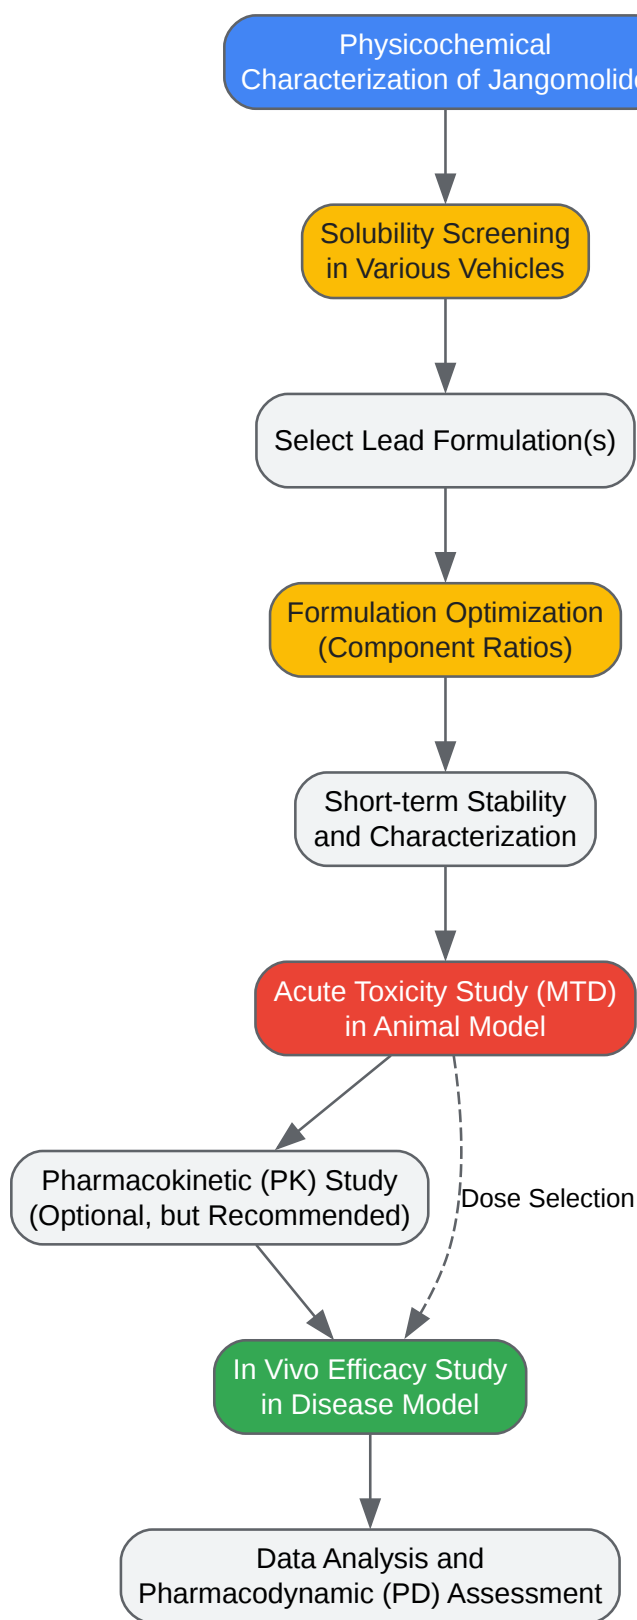 Physicochemical
Characterization of Jangomolide
Solubility Screening
in Various Vehicles
Select Lead Formulation(s)
Formulation Optimization
(Component Ratios)
Short-term Stability
and Characterization
Acute Toxicity Study (MTD)
in Animal Model
Pharmacokinetic (PK) Study
(Optional, but Recommended)
Dose Selection
In Vivo Efficacy Study
in Disease Model
Data Analysis and
Pharmacodynamic (PD) Assessment